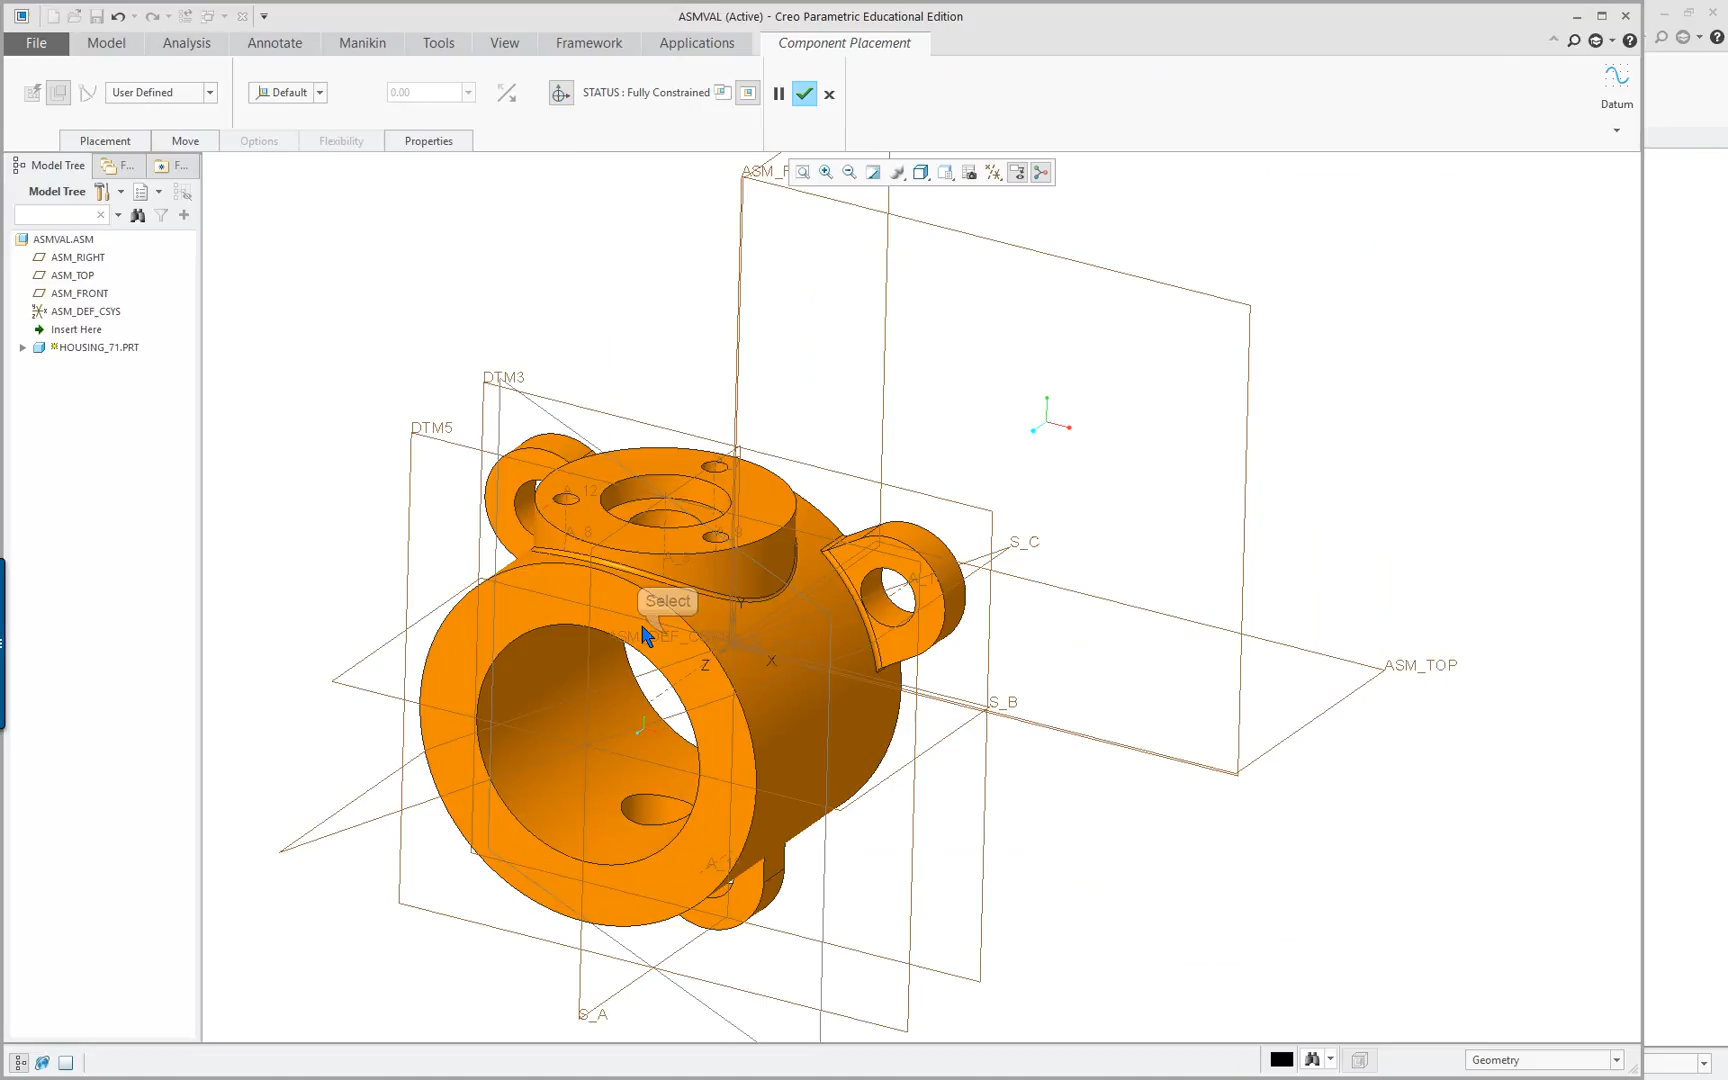 ASMVAL (Active) - Creo Parametric Educational Edition
File
Model
Analysis
Annotate
Manikin
Tools
View
Framework
Applications
Component Placement
User Defined
Default
0.00
STATUS : Fully Constrained
Datum
Placement
Move
Options
Flexibility
Properties
Model Tree
F...
F...
Model Tree
ASMVAL.ASM
ASM_RIGHT
ASM_TOP
ASM_FRONT
ASM_DEF_CSYS
Insert Here
HOUSING_71.PRT
DTM3
DTM5
S_C
Select
Y
Z
X
ASM_TOP
S_B
S_A
Geometry